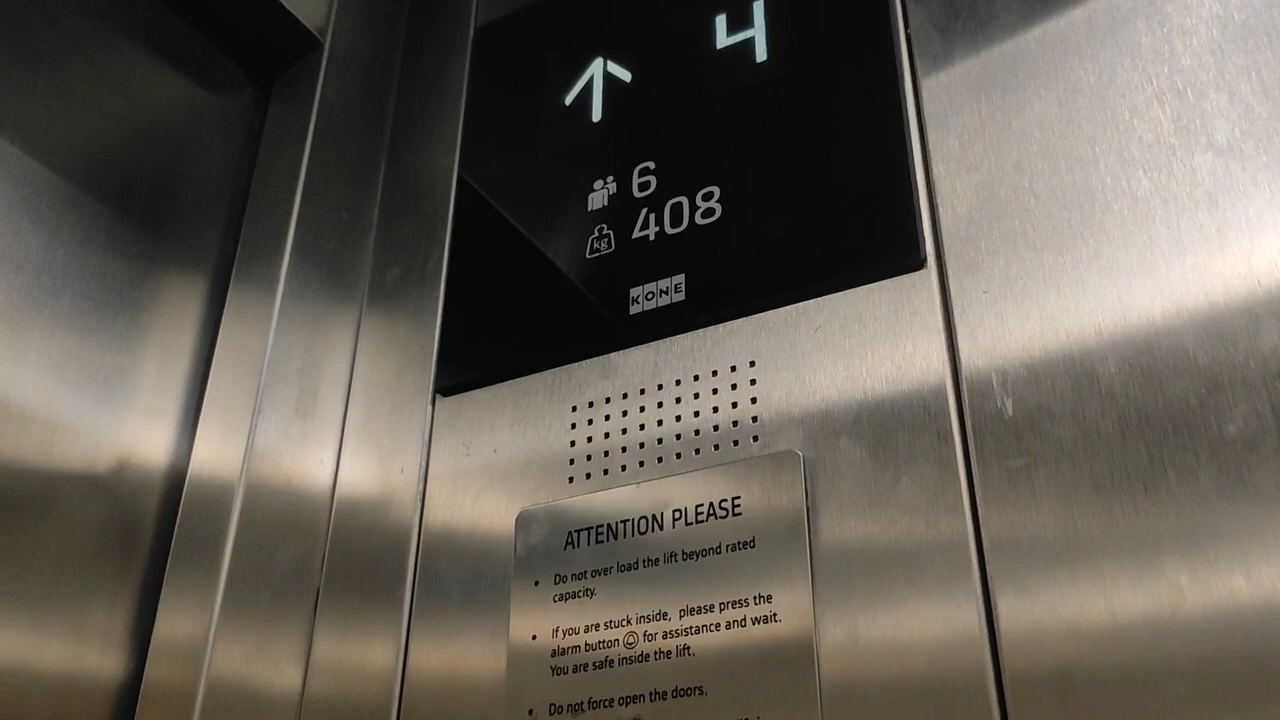 4
6
kg 408
KONE
ATTENTION PLEASE
• Do not over load the lift beyond rated
capacity.
• If you are stuck inside, please press the
alarm button for assistance and wait.
You are safe inside the lift.
• Do not force open the doors.